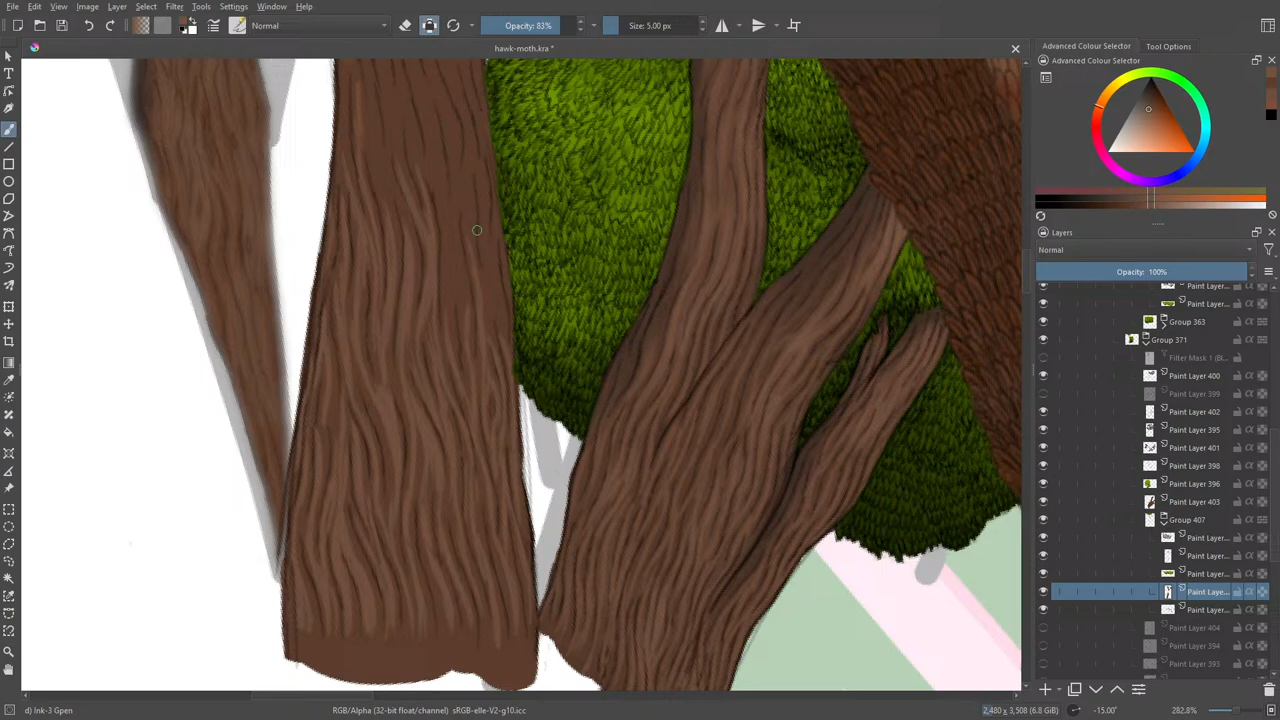 File Edit View Image Layer Select Filter Tools Settings Window Help
Normal
Opacity: 83%
Size: 5.00 px
hawk-moth.kra *
Advanced Colour Selector
Tool Options
Advanced Colour Selector
Layers
Normal
Opacity: 100%
Paint Layer...
Paint Layer...
Group 363
Group 371
Filter Mask 1 (Bl...
Paint Layer 400
Paint Layer 399
Paint Layer 402
Paint Layer 395
Paint Layer 401
Paint Layer 398
Paint Layer 396
Paint Layer 403
Group 407
Paint Layer...
Paint Layer...
Paint Layer...
Paint Laye...
Paint Layer...
Paint Layer 404
Paint Layer 394
Paint Layer 393
d) Ink-3 Gpen
RGB/Alpha (32-bit float/channel) sRGB-elle-V2-g10.icc
2,480 x 3,508 (6.8 GiB)
-15.00°
282.8%